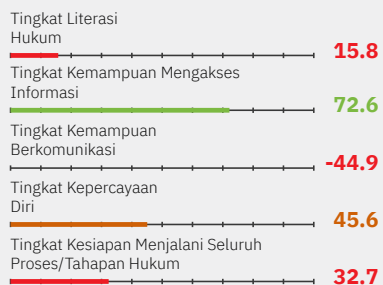 Tingkat Literasi
Hukum
15.8
Tingkat Kemampuan Mengakses
Informasi
72.6
Tingkat Kemampuan
Berkomunikasi
-44.9
Tingkat Kepercayaan
Diri
45.6
Tingkat Kesiapan Menjalani Seluruh
Proses/Tahapan Hukum
32.7